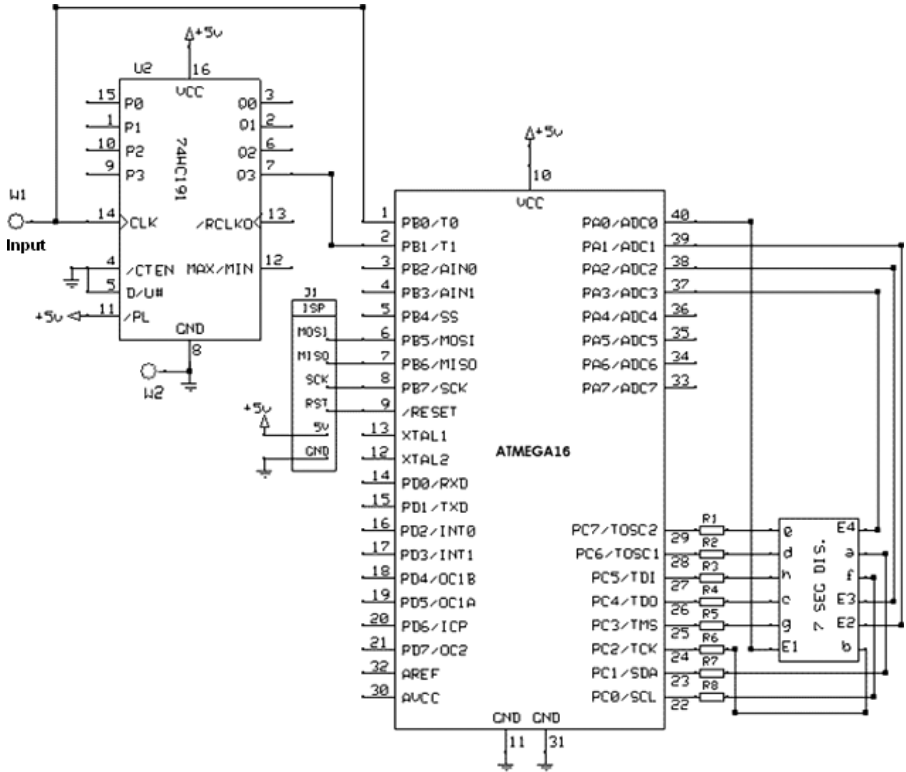 +5v
U2
16
VCC
15 P0 Q0 3
1 P1 Q1 2
10 P2 Q2 6
9 P3 Q3 7
74HC191
W1
Input
14 CLK /RCLKO 13
4 /CTEN MAX/MIN 12
5 D/U#
+5v 11 /PL
GND
8
W2
J1
ISP
MOSI
MISO
SCK
RST
5V
GND
+5v
+5v
10
VCC
1 PB0/T0 PA0/ADC0 40
2 PB1/T1 PA1/ADC1 39
3 PB2/AIN0 PA2/ADC2 38
4 PB3/AIN1 PA3/ADC3 37
5 PB4/SS PA4/ADC4 36
6 PB5/MOSI PA5/ADC5 35
7 PB6/MISO PA6/ADC6 34
8 PB7/SCK PA7/ADC7 33
9 /RESET
13 XTAL1
12 XTAL2
ATMEGA16
14 PD0/RXD
15 PD1/TXD
16 PD2/INT0 PC7/TOSC2 29 R1
17 PD3/INT1 PC6/TOSC1 28 R2
18 PD4/OC1B PC5/TDI 27 R3
19 PD5/OC1A PC4/TDO 26 R4
20 PD6/ICP PC3/TMS 25 R5
21 PD7/OC2 PC2/TCK 24 R6
32 AREF PC1/SDA 23 R7
30 AVCC PC0/SCL 22 R8
GND GND
11 31
7 SEG DIS.
e E4
d a
h f
c E3
g E2
E1 b